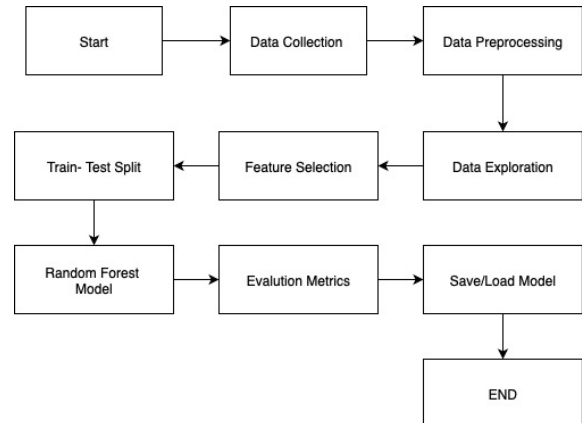 Start
Data Collection
Data Preprocessing
Data Exploration
Feature Selection
Train- Test Split
Random Forest
Model
Evalution Metrics
Save/Load Model
END